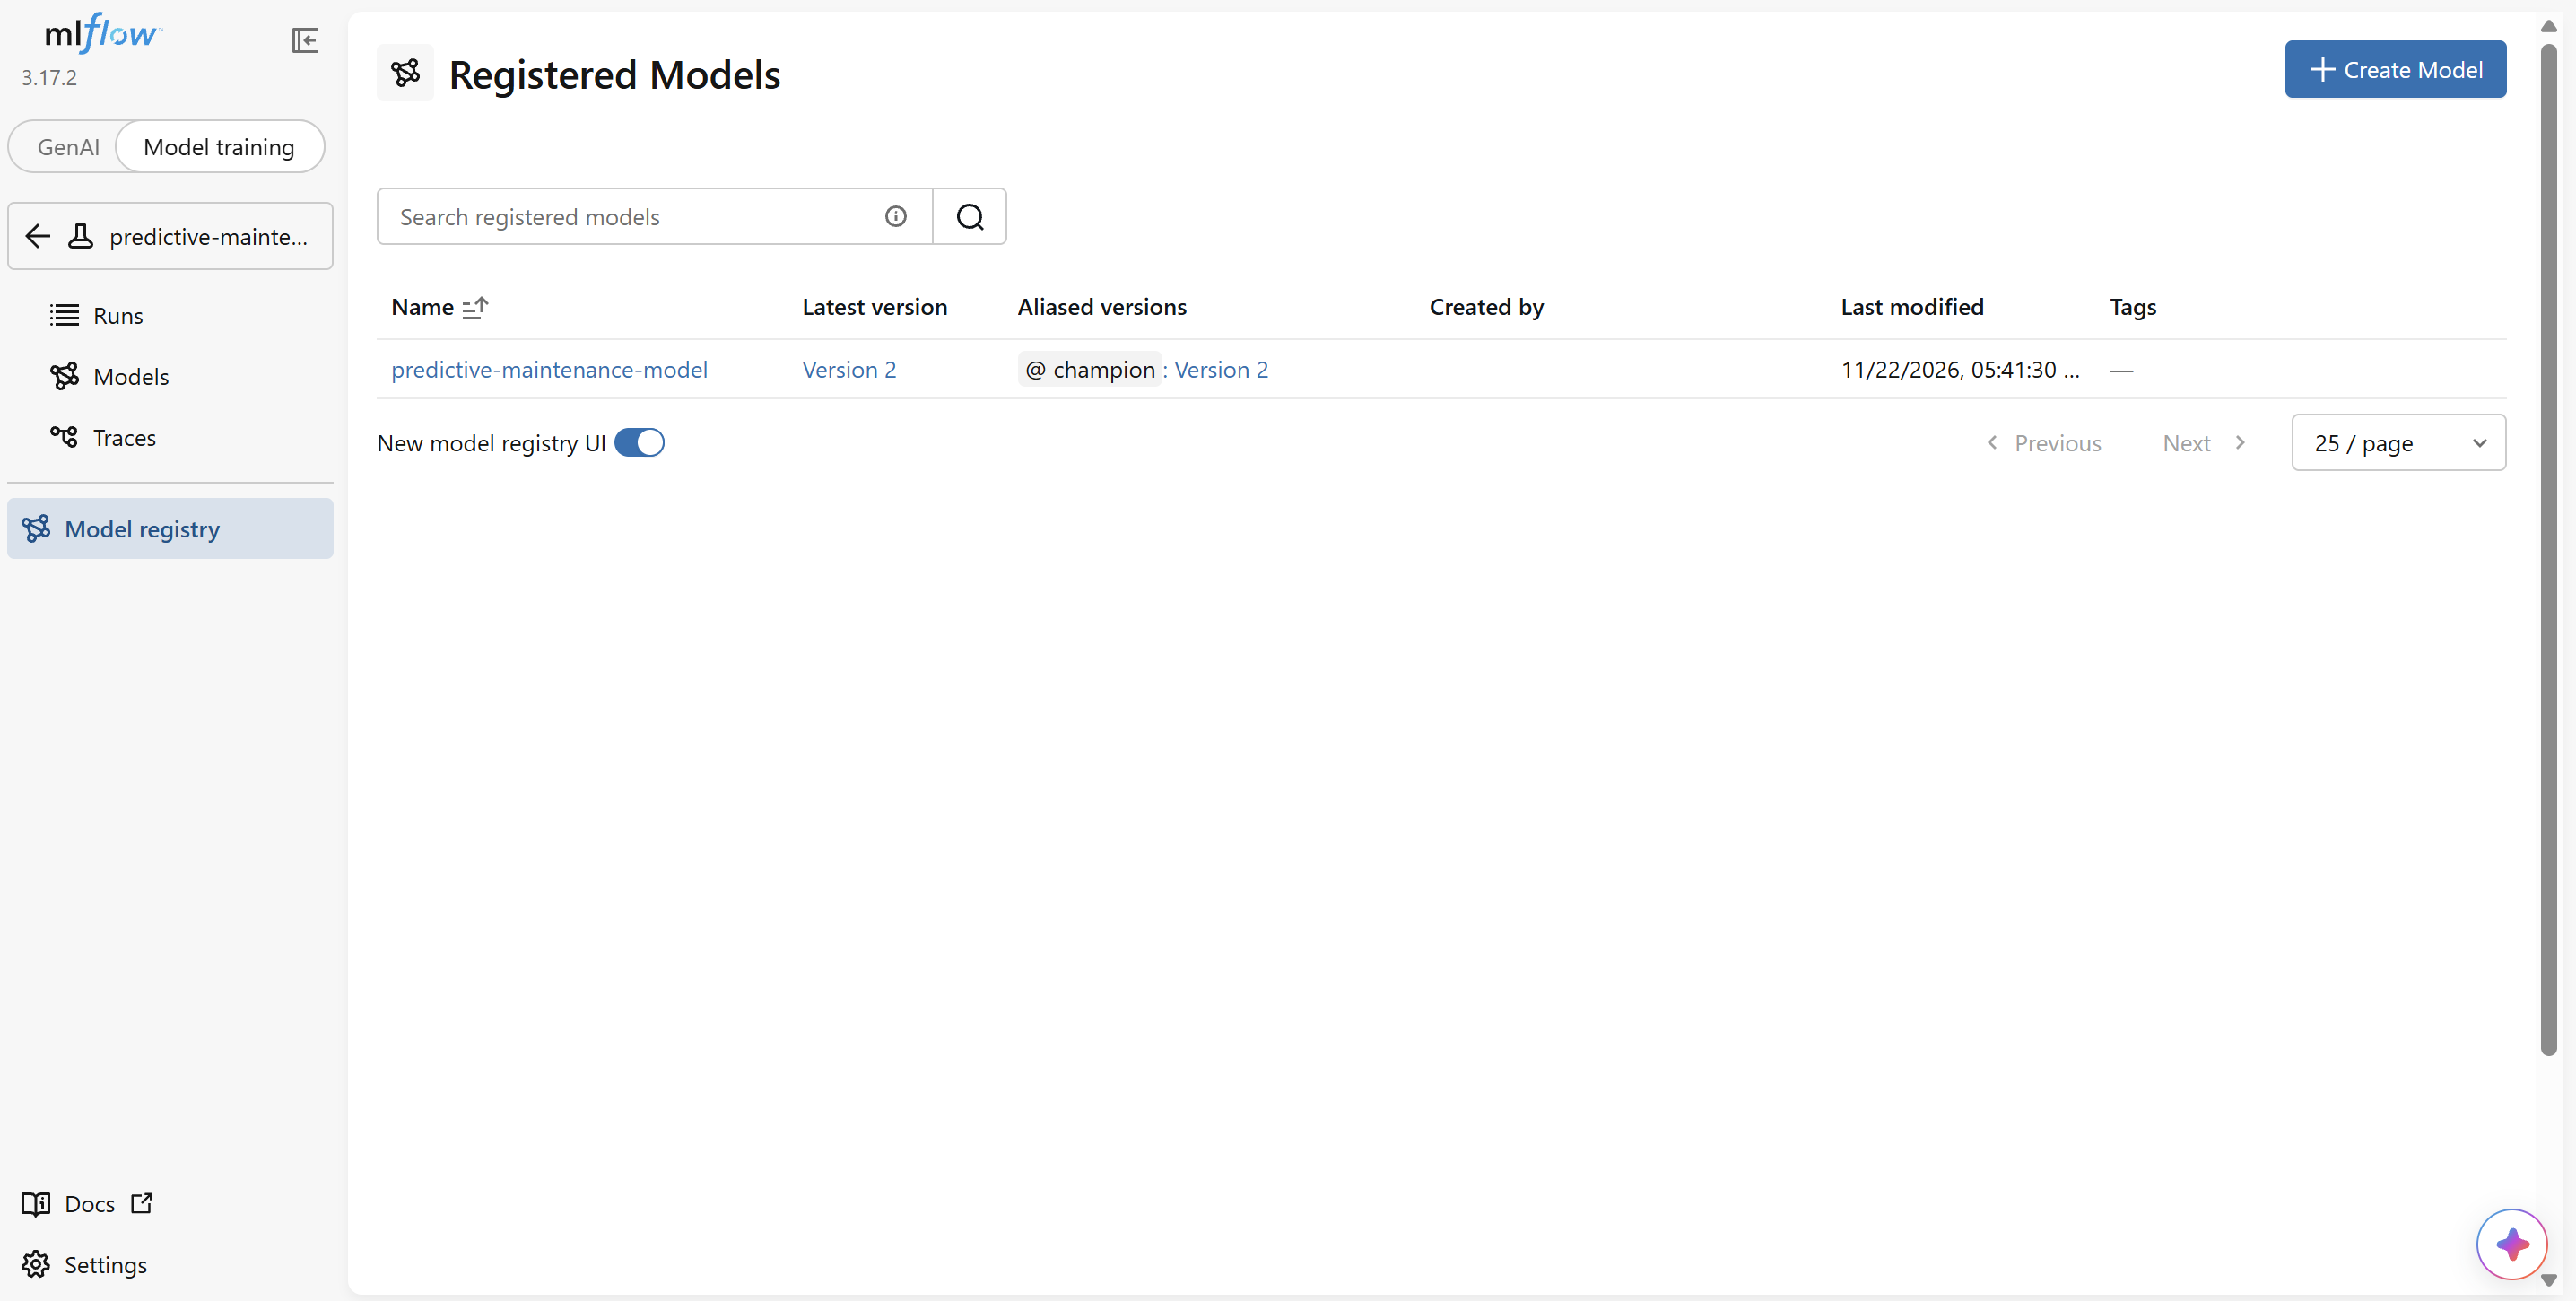 mlflow
3.17.2
GenAI
Model training
predictive-mainte...
Runs
Models
Traces
Model registry
Docs
Settings
Registered Models
Create Model
Search registered models
Name Latest version Aliased versions Created by Last modified Tags
predictive-maintenance-model Version 2 @ champion : Version 2 11/22/2026, 05:41:30 ... —
New model registry UI
Previous Next 25 / page